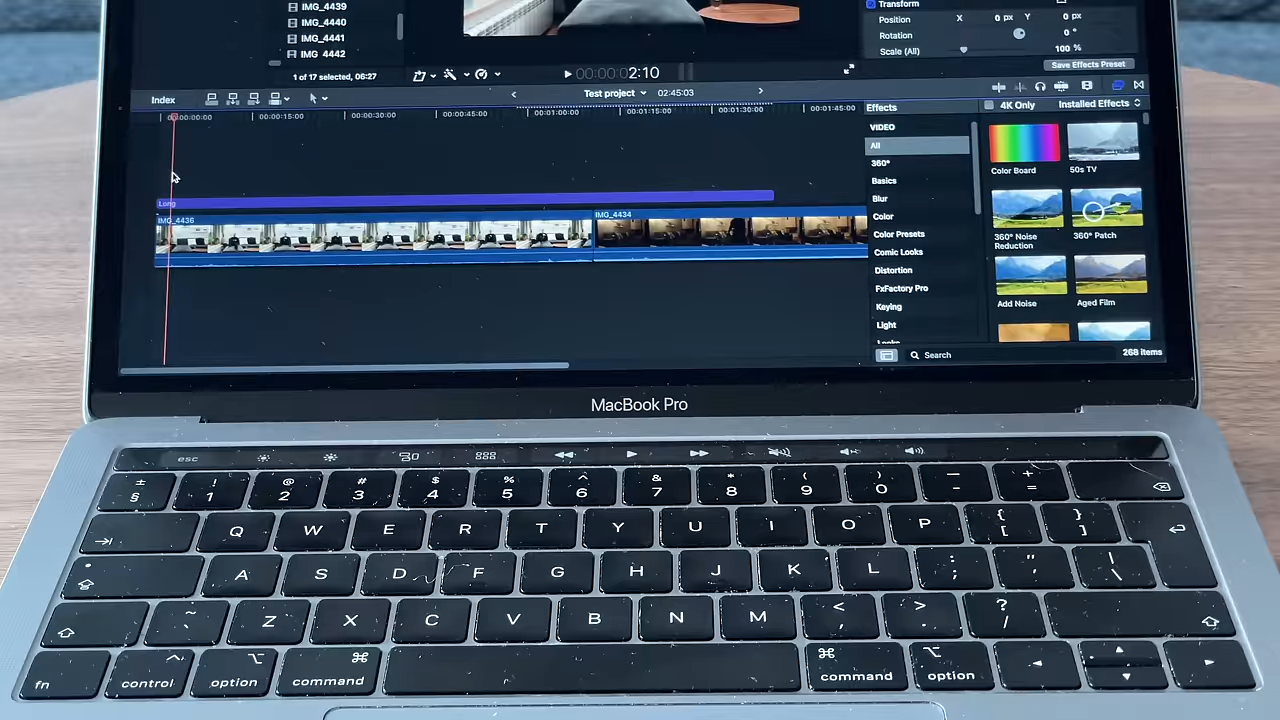 IMG_4439
IMG_4440
IMG_4441
IMG 4442
1 of 17 selected, 06:27
00:00:02:10
Transform
Position X 0 px Y 0 px
Rotation 0 °
Scale (All) 100 %
Save Effects Preset
Index
Test project 02:45:03
00:00:00:00 00:00:15:00 00:00:30:00 00:00:45:00 00:01:00:00 00:01:15:00 00:01:30:00 00:01:45:00
Long
IMG_4436
IMG_4434
Effects
4K Only
Installed Effects
VIDEO
All
360°
Basics
Blur
Color
Color Presets
Comic Looks
Distortion
FxFactory Pro
Keying
Light
Looks
Color Board
50s TV
360° Noise
Reduction
360° Patch
Add Noise
Aged Film
Search
268 items
MacBook Pro
esc
± ! @ # $ % ^ & * ( ) — +
§ 1 2 3 4 5 6 7 8 9 0 - =
Q W E R T Y U I O P { [ } ]
A S D F G H J K L : ; " ' | \
~ ` Z X C V B N M < , > . ? /
fn control option command ⌘ ⌘ command option